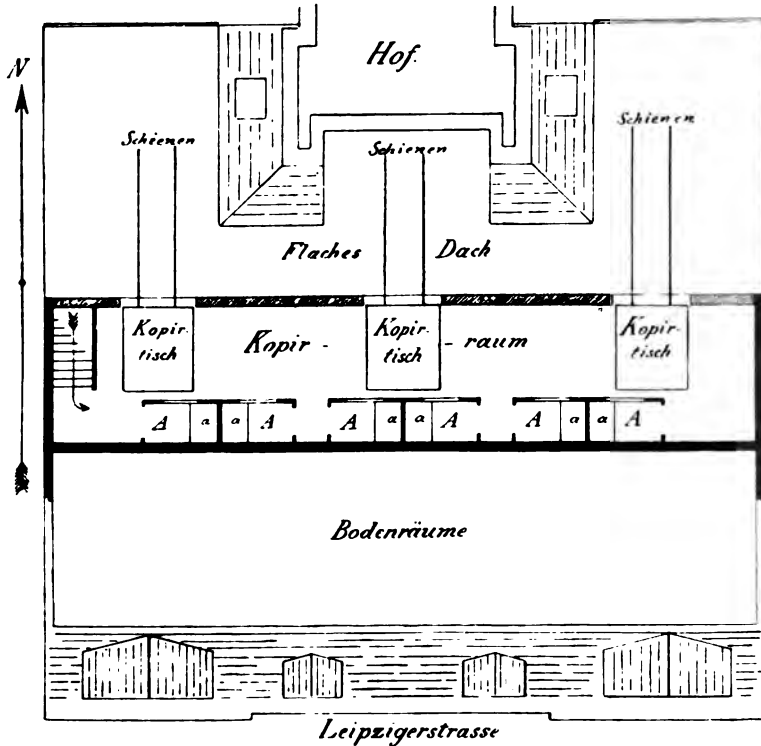 Hof.
N
Schienen
Schienen
Schienen
Flaches Dach
Kopir-
tisch
Kopir - - raum
Kopir-
tisch
Kopir-
tisch
A a a A A a a A A a a A
Bodenräume
Leipzigerstrasse